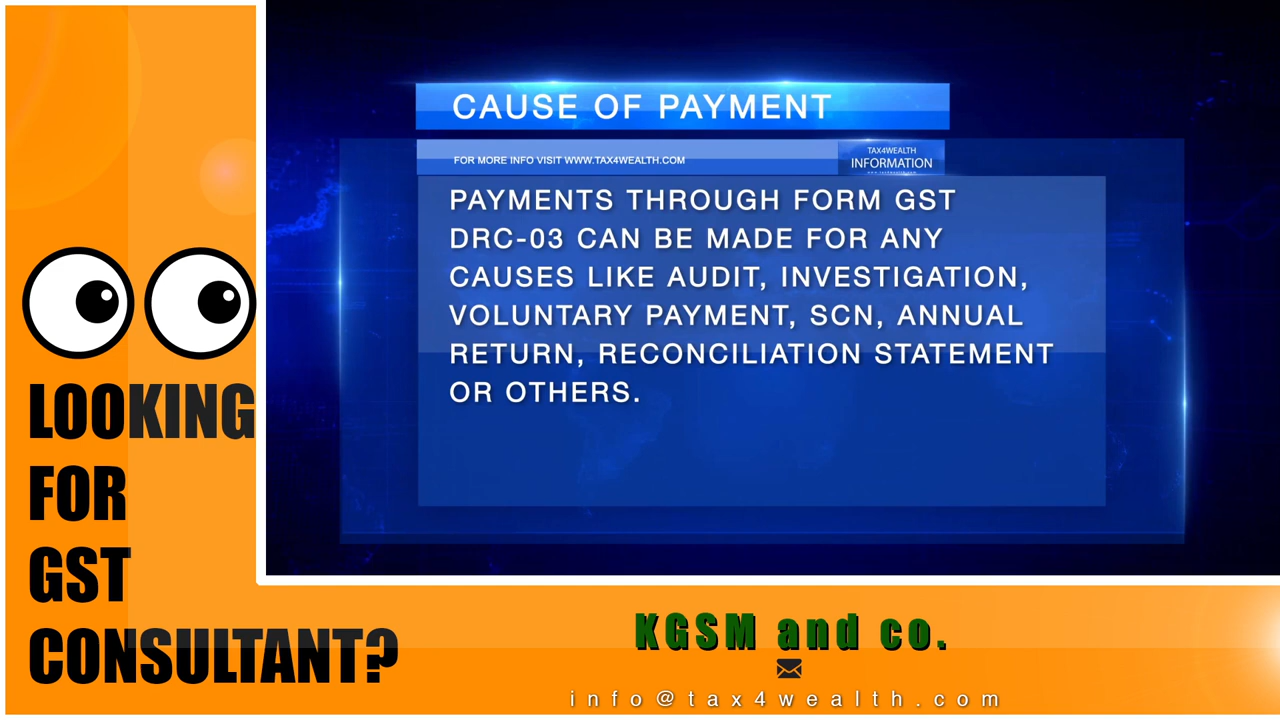 CAUSE OF PAYMENT
FOR MORE INFO VISIT WWW.TAX4WEALTH.COM
TAX4WEALTH
INFORMATION
PAYMENTS THROUGH FORM GST
DRC-03 CAN BE MADE FOR ANY
CAUSES LIKE AUDIT, INVESTIGATION,
VOLUNTARY PAYMENT, SCN, ANNUAL
RETURN, RECONCILIATION STATEMENT
OR OTHERS.
LOOKING
FOR
GST
CONSULTANT?
KGSM and co.
info@tax4wealth.com